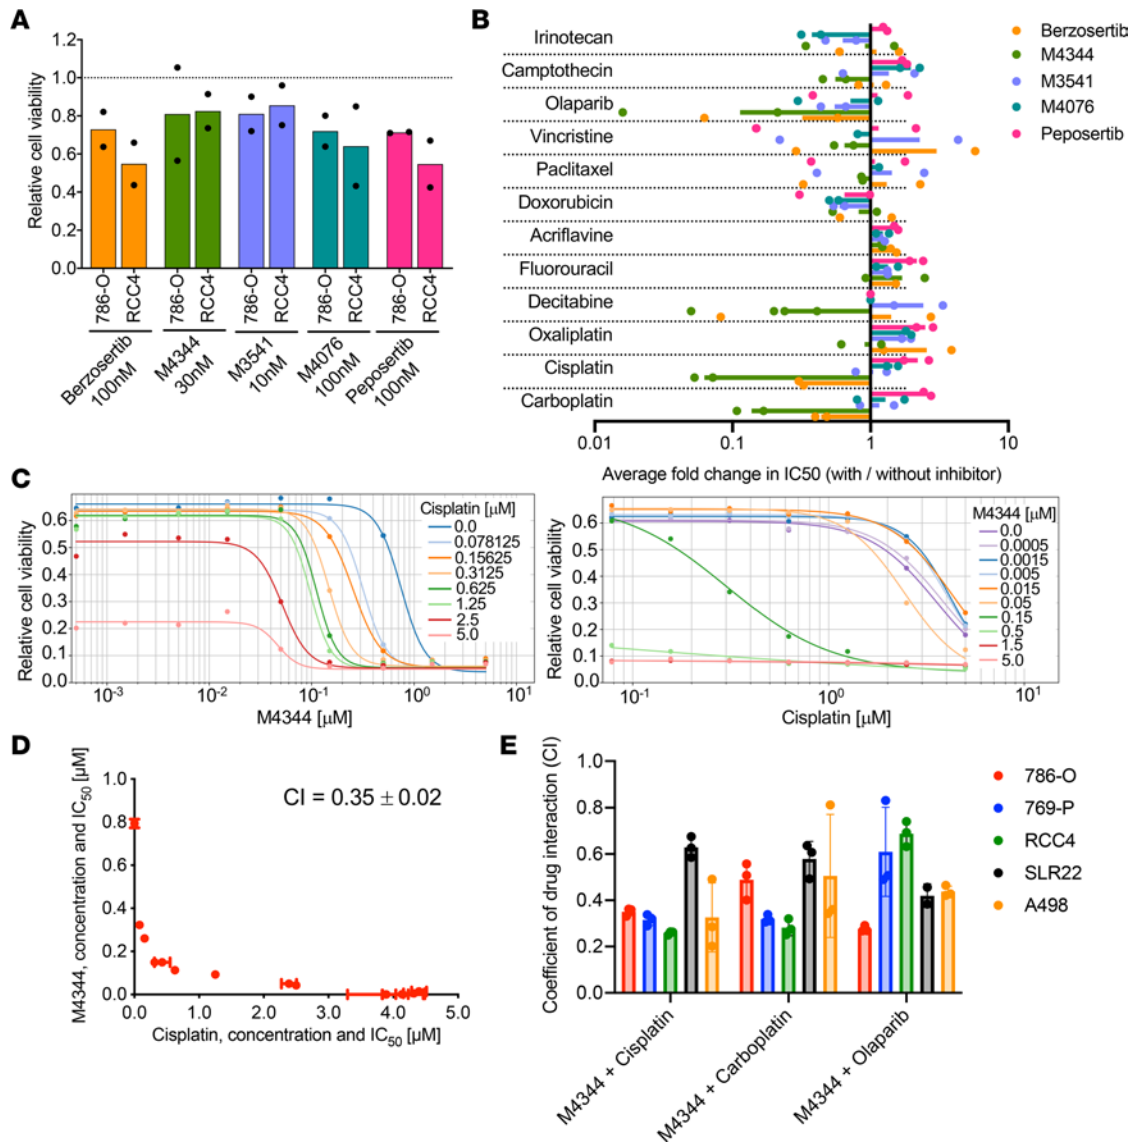 A
Relative cell viability
1.2
1.0
0.8
0.6
0.4
0.2
0.0
786-O
RCC4
786-O
RCC4
786-O
RCC4
786-O
RCC4
786-O
RCC4
Berzosertib
100nM
M4344
30nM
M3541
10nM
M4076
100nM
Peposertib
100nM
B
Irinotecan
Camptothecin
Olaparib
Vincristine
Paclitaxel
Doxorubicin
Acriflavine
Fluorouracil
Decitabine
Oxaliplatin
Cisplatin
Carboplatin
0.01 0.1 1 10
Average fold change in IC50 (with / without inhibitor)
Berzosertib
M4344
M3541
M4076
Peposertib
C
Relative cell viability
0.6
0.5
0.4
0.3
0.2
0.1
0.0
10⁻³ 10⁻² 10⁻¹ 10⁰ 10¹
M4344 [µM]
Cisplatin [µM]
0.0
0.078125
0.15625
0.3125
0.625
1.25
2.5
5.0
Relative cell viability
0.6
0.5
0.4
0.3
0.2
0.1
0.0
10⁻¹ 10⁰ 10¹
Cisplatin [µM]
M4344 [µM]
0.0
0.0005
0.0015
0.005
0.015
0.05
0.15
0.5
1.5
5.0
D
M4344, concentration and IC₅₀ [µM]
1.0
0.8
0.6
0.4
0.2
0.0
CI = 0.35 ± 0.02
0.0 1.0 2.0 3.0 4.0 5.0
Cisplatin, concentration and IC₅₀ [µM]
E
Coefficient of drug interaction (CI)
1.0
0.8
0.6
0.4
0.2
0.0
M4344 + Cisplatin
M4344 + Carboplatin
M4344 + Olaparib
786-O
769-P
RCC4
SLR22
A498